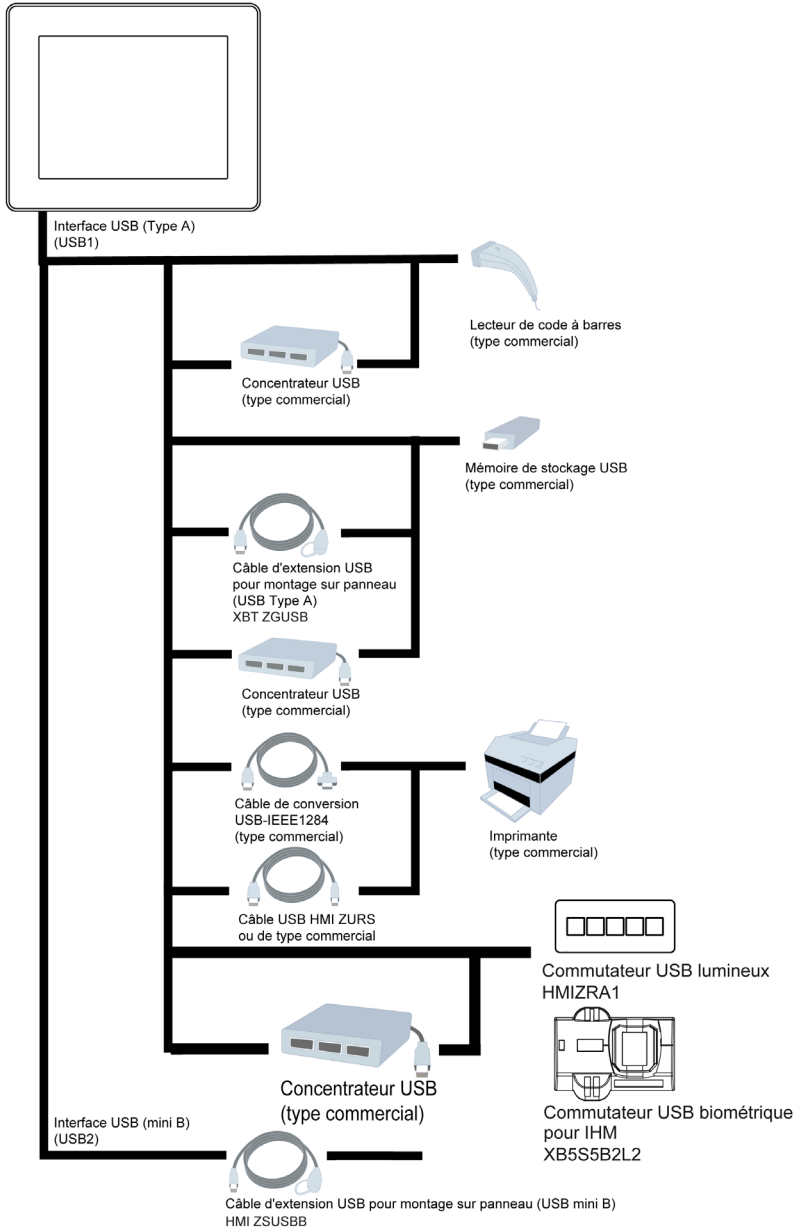 Interface USB (Type A)
(USB1)
Lecteur de code à barres
(type commercial)
Concentrateur USB
(type commercial)
Mémoire de stockage USB
(type commercial)
Câble d'extension USB
pour montage sur panneau
(USB Type A)
XBT ZGUSB
Concentrateur USB
(type commercial)
Câble de conversion
USB-IEEE1284
(type commercial)
Imprimante
(type commercial)
Câble USB HMI ZURS
ou de type commercial
Commutateur USB lumineux
HMIZRA1
Concentrateur USB
(type commercial)
Commutateur USB biométrique
pour IHM
XB5S5B2L2
Interface USB (mini B)
(USB2)
Câble d'extension USB pour montage sur panneau (USB mini B)
HMI ZSUSBB